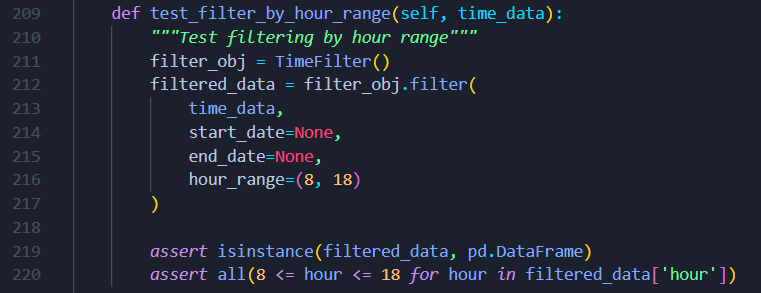 209 def test_filter_by_hour_range(self, time_data):
210 """Test filtering by hour range"""
211 filter_obj = TimeFilter()
212 filtered_data = filter_obj.filter(
213 time_data,
214 start_date=None,
215 end_date=None,
216 hour_range=(8, 18)
217 )
218
219 assert isinstance(filtered_data, pd.DataFrame)
220 assert all(8 <= hour <= 18 for hour in filtered_data['hour'])